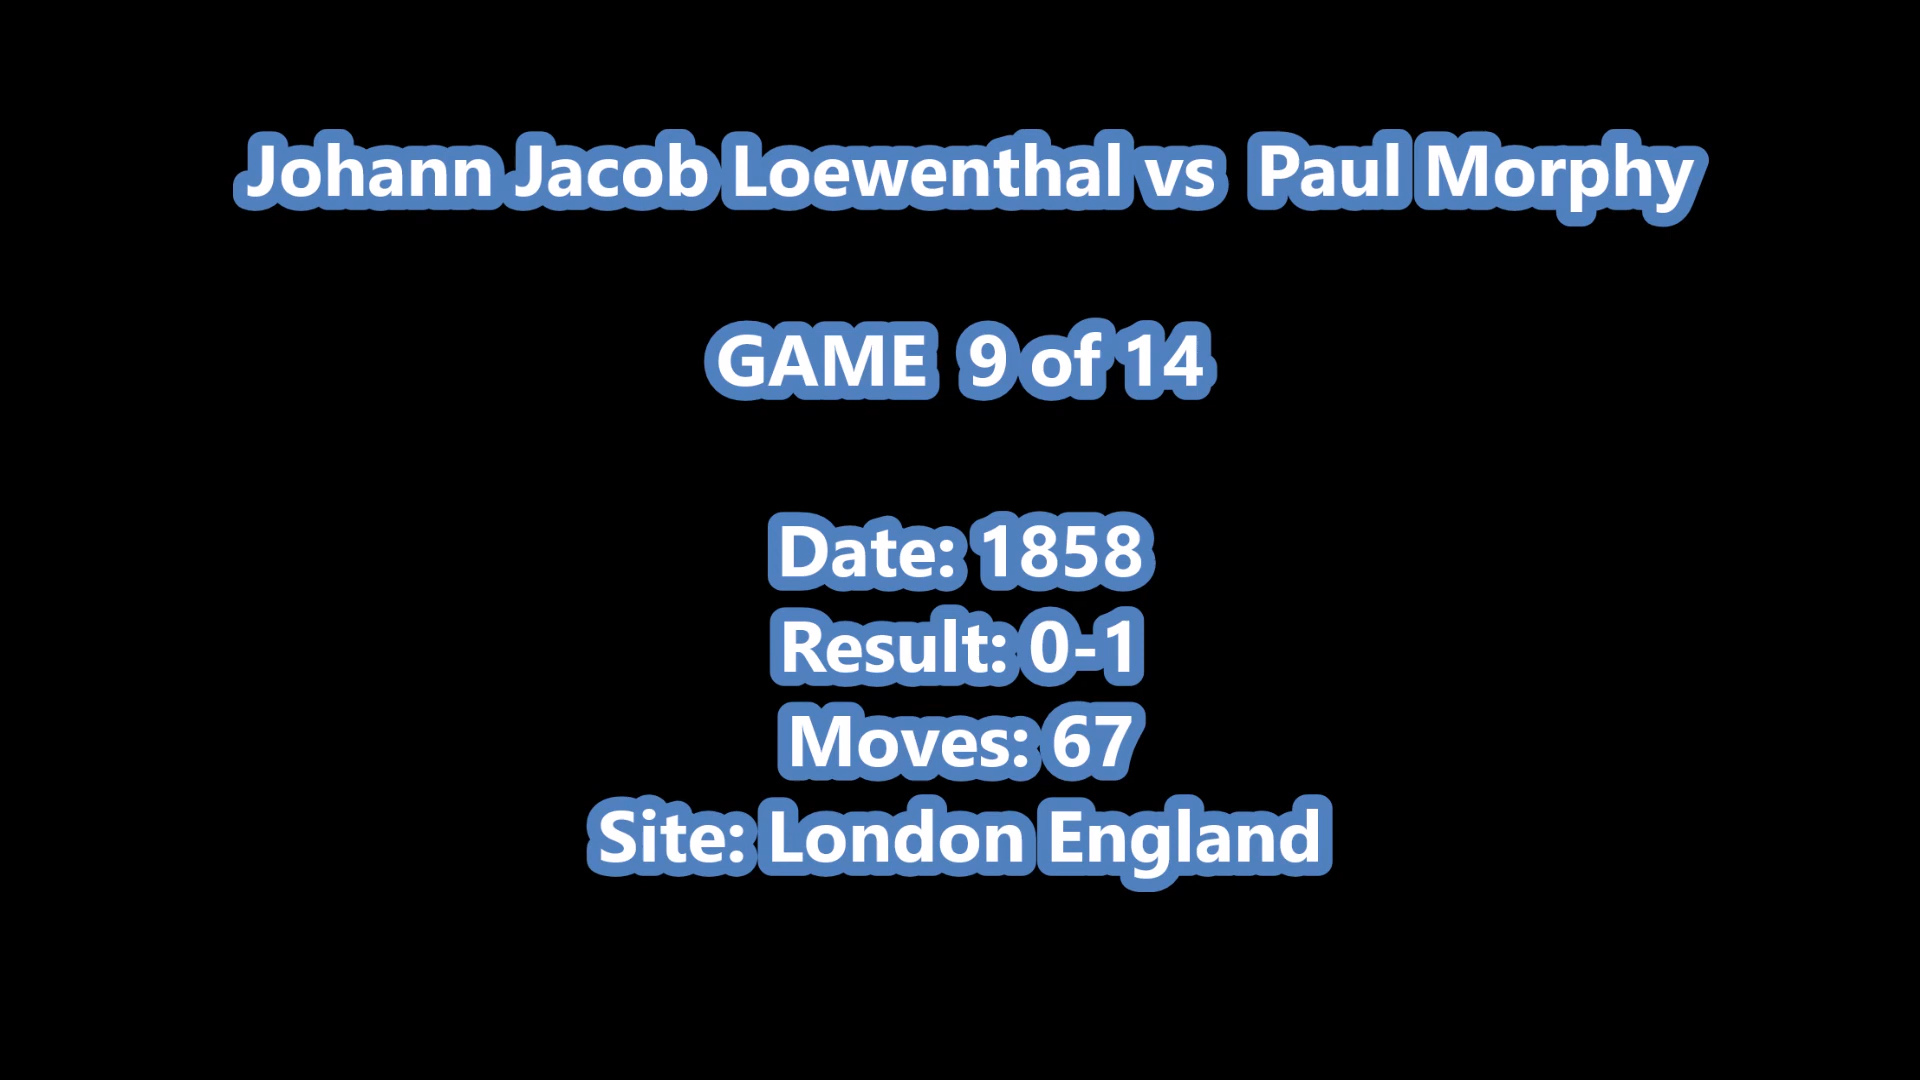 Johann Jacob Loewenthal vs  Paul Morphy
GAME  9 of 14
Date: 1858
Result: 0-1
Moves: 67
Site: London England